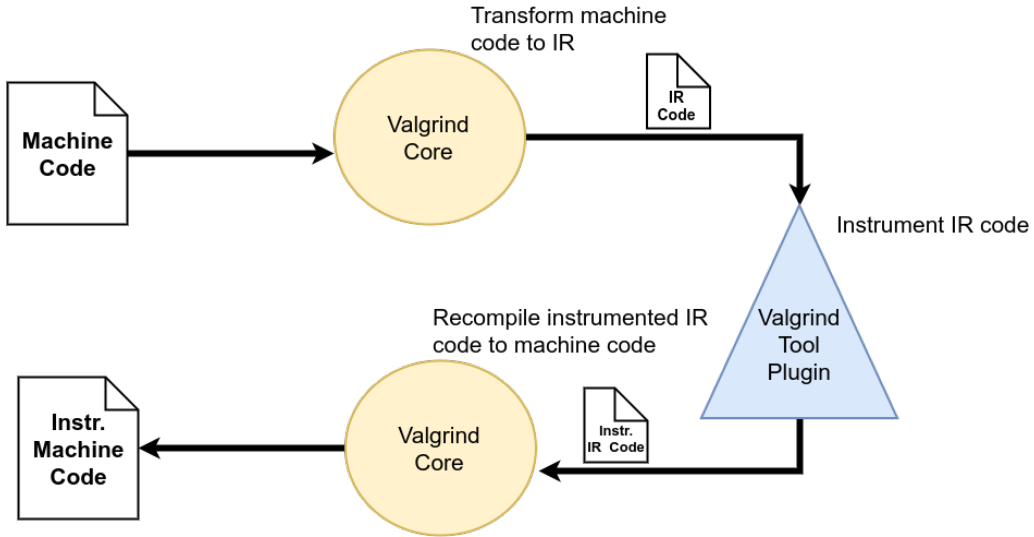 Transform machine
code to IR
IR
Code
Machine
Code
Valgrind
Core
Instrument IR code
Valgrind
Tool
Plugin
Recompile instrumented IR
code to machine code
Instr.
IR Code
Valgrind
Core
Instr.
Machine
Code